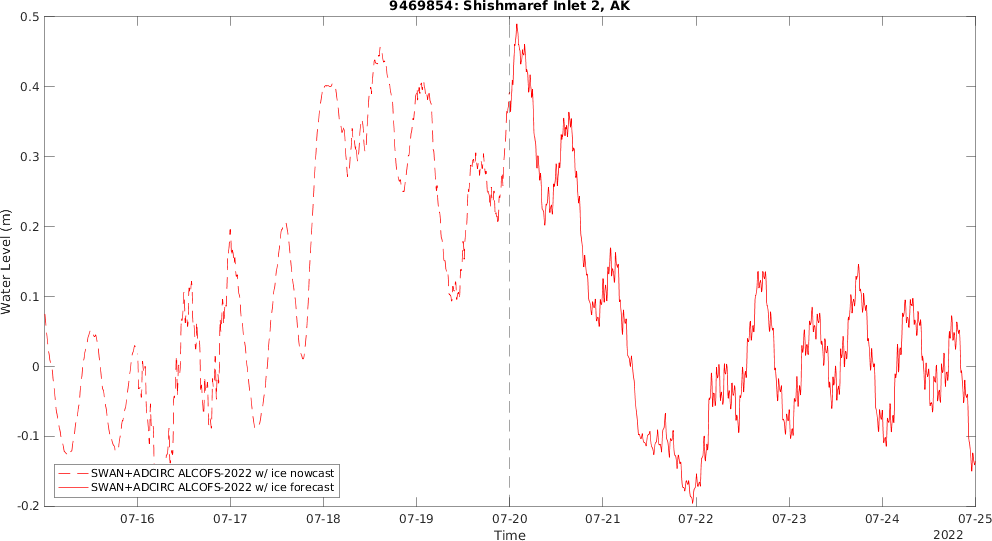 9469854: Shishmaref Inlet 2, AK
Water Level (m)
0.5
0.4
0.3
0.2
0.1
0
-0.1
-0.2
SWAN+ADCIRC ALCOFS-2022 w/ ice nowcast
SWAN+ADCIRC ALCOFS-2022 w/ ice forecast
07-16 07-17 07-18 07-19 07-20 07-21 07-22 07-23 07-24 07-25
Time
2022